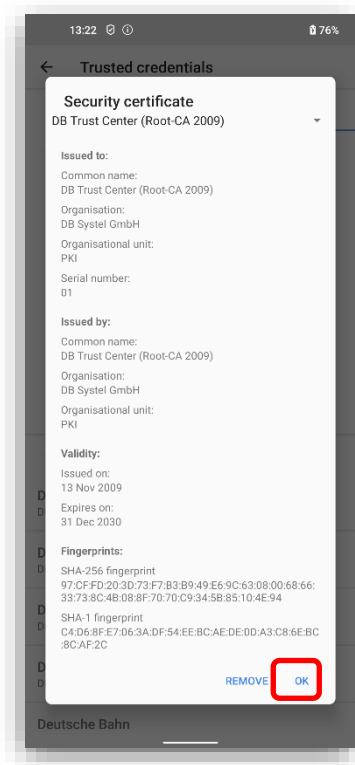 13:22 76%
Trusted credentials
Security certificate
DB Trust Center (Root-CA 2009)
Issued to:
Common name:
DB Trust Center (Root-CA 2009)
Organisation:
DB Systel GmbH
Organisational unit:
PKI
Serial number:
01
Issued by:
Common name:
DB Trust Center (Root-CA 2009)
Organisation:
DB Systel GmbH
Organisational unit:
PKI
Validity:
Issued on:
13 Nov 2009
Expires on:
31 Dec 2030
Fingerprints:
SHA-256 fingerprint
97:CF:FD:20:3D:73:F7:B3:B9:49:E6:9C:63:08:00:68:66:
33:73:8C:4B:08:8F:70:70:C9:34:5B:85:10:4E:94
SHA-1 fingerprint
C4:D6:8F:E7:06:3A:DF:54:EE:BC:AE:DE:0D:A3:C8:6E:BC
:8C:AF:2C
REMOVE OK
Deutsche Bahn